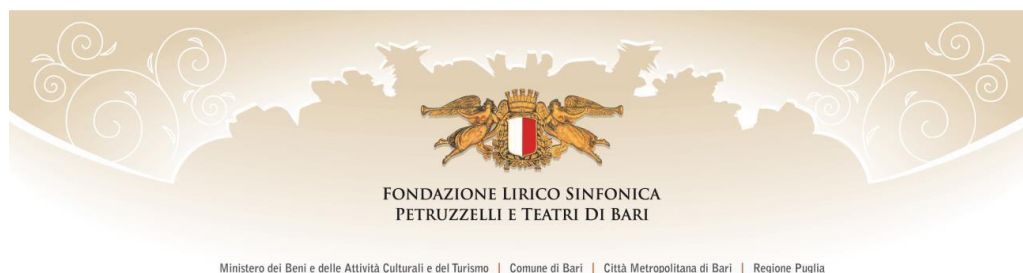 FONDAZIONE LIRICO SINFONICA
PETRUZZELLI E TEATRI DI BARI
Ministero dei Beni e delle Attività Culturali e del Turismo | Comune di Bari | Città Metropolitana di Bari | Regione Puglia